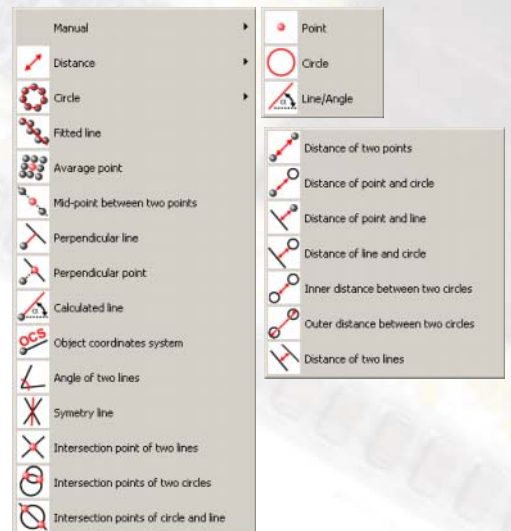 Manual
Distance
Circle
Fitted line
Avarage point
Mid-point between two points
Perpendicular line
Perpendicular point
Calculated line
OCS
Object coordinates system
Angle of two lines
Symetry line
Intersection point of two lines
Intersection points of two circles
Intersection points of circle and line
Point
Circle
Line/Angle
Distance of two points
Distance of point and circle
Distance of point and line
Distance of line and circle
Inner distance between two circles
Outer distance between two circles
Distance of two lines